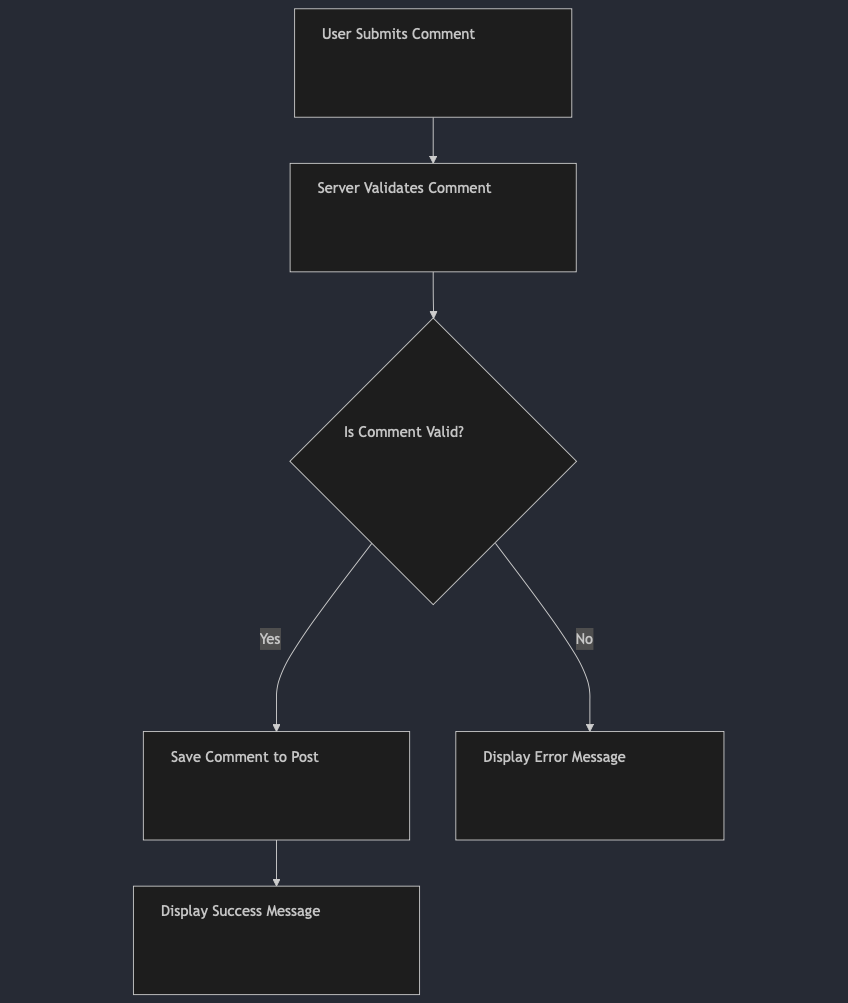 User Submits Comment
Server Validates Comment
Is Comment Valid?
Yes
No
Save Comment to Post
Display Error Message
Display Success Message